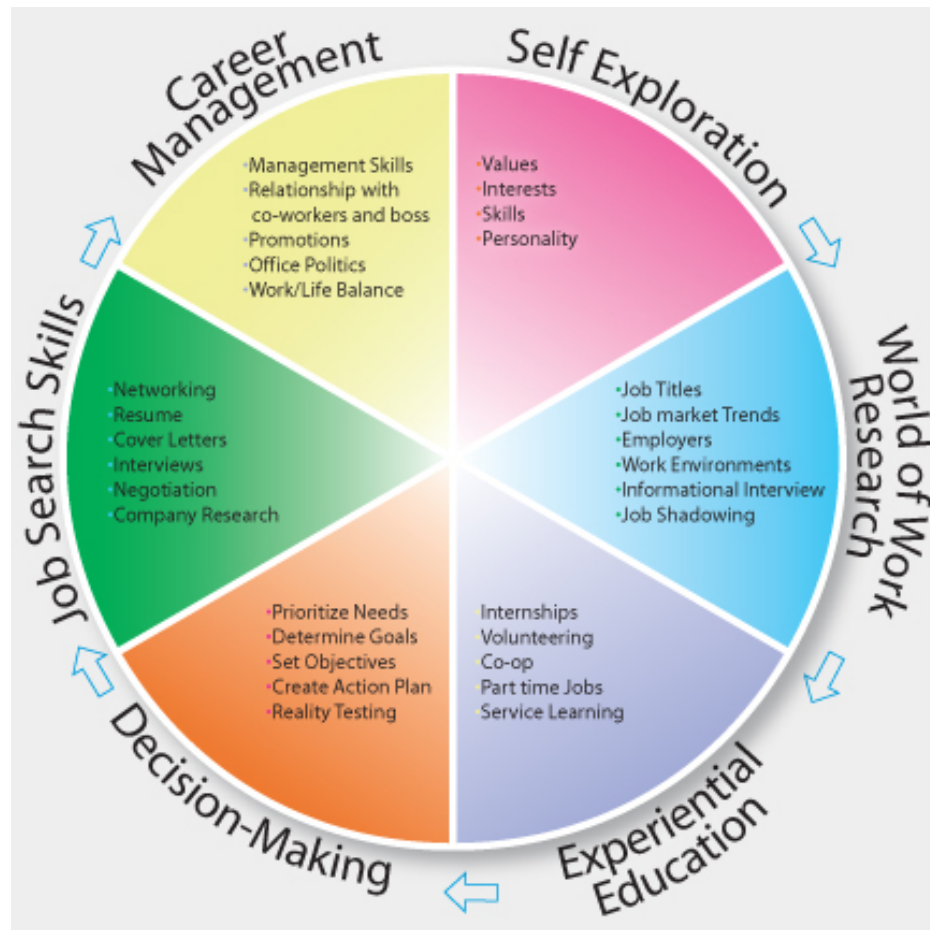 Self Exploration
•Values
•Interests
•Skills
•Personality
World of Work
Research
•Job Titles
•Job market Trends
•Employers
•Work Environments
•Informational Interview
•Job Shadowing
Experiential
Education
•Internships
•Volunteering
•Co-op
•Part time Jobs
•Service Learning
Decision-Making
•Prioritize Needs
•Determine Goals
•Set Objectives
•Create Action Plan
•Reality Testing
Job Search Skills
•Networking
•Resume
•Cover Letters
•Interviews
•Negotiation
•Company Research
Career
Management
•Management Skills
•Relationship with
co-workers and boss
•Promotions
•Office Politics
•Work/Life Balance